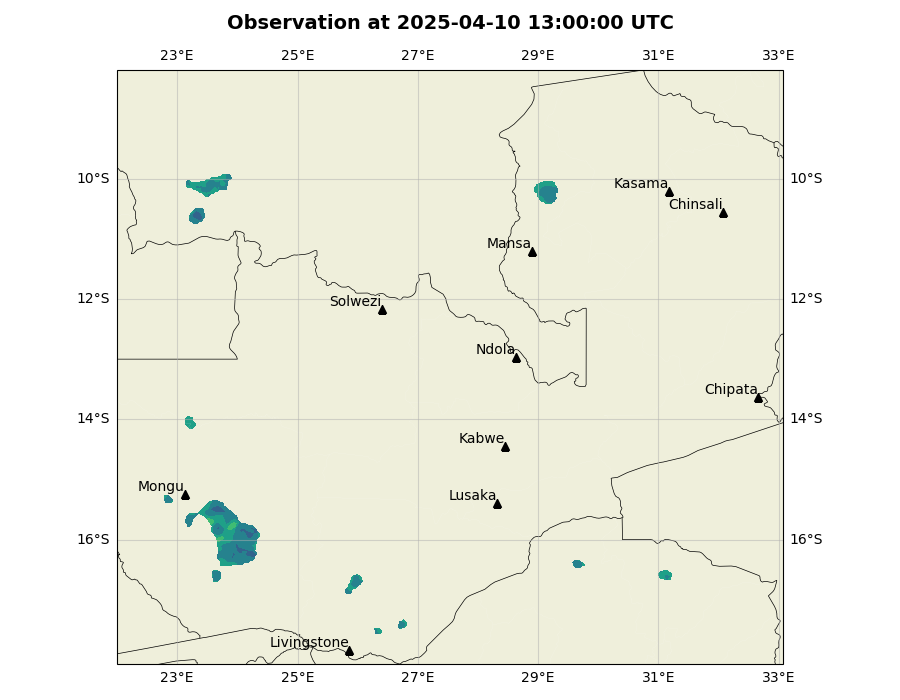 Observation at 2025-04-10 13:00:00 UTC
23°E 25°E 27°E 29°E 31°E 33°E
10°S 10°S
Kasama
Chinsali
Mansa
12°S 12°S
Solwezi
Ndola
Chipata
14°S 14°S
Kabwe
Mongu
Lusaka
16°S 16°S
Livingstone
23°E 25°E 27°E 29°E 31°E 33°E